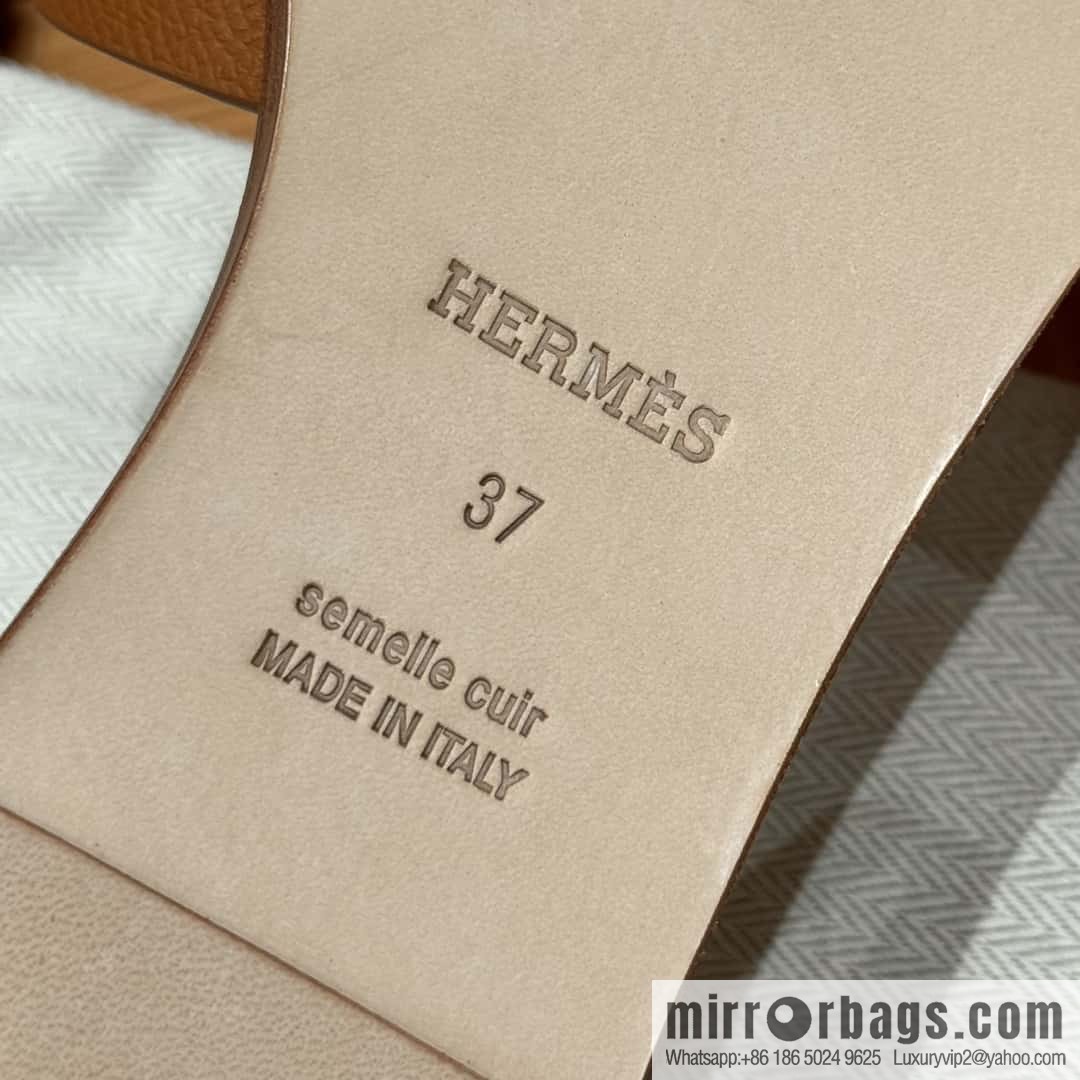 HERMÈS
37
semelle cuir
MADE IN ITALY
mirrorbags.com
Whatsapp:+86 186 5024 9625 Luxuryvip2@yahoo.com